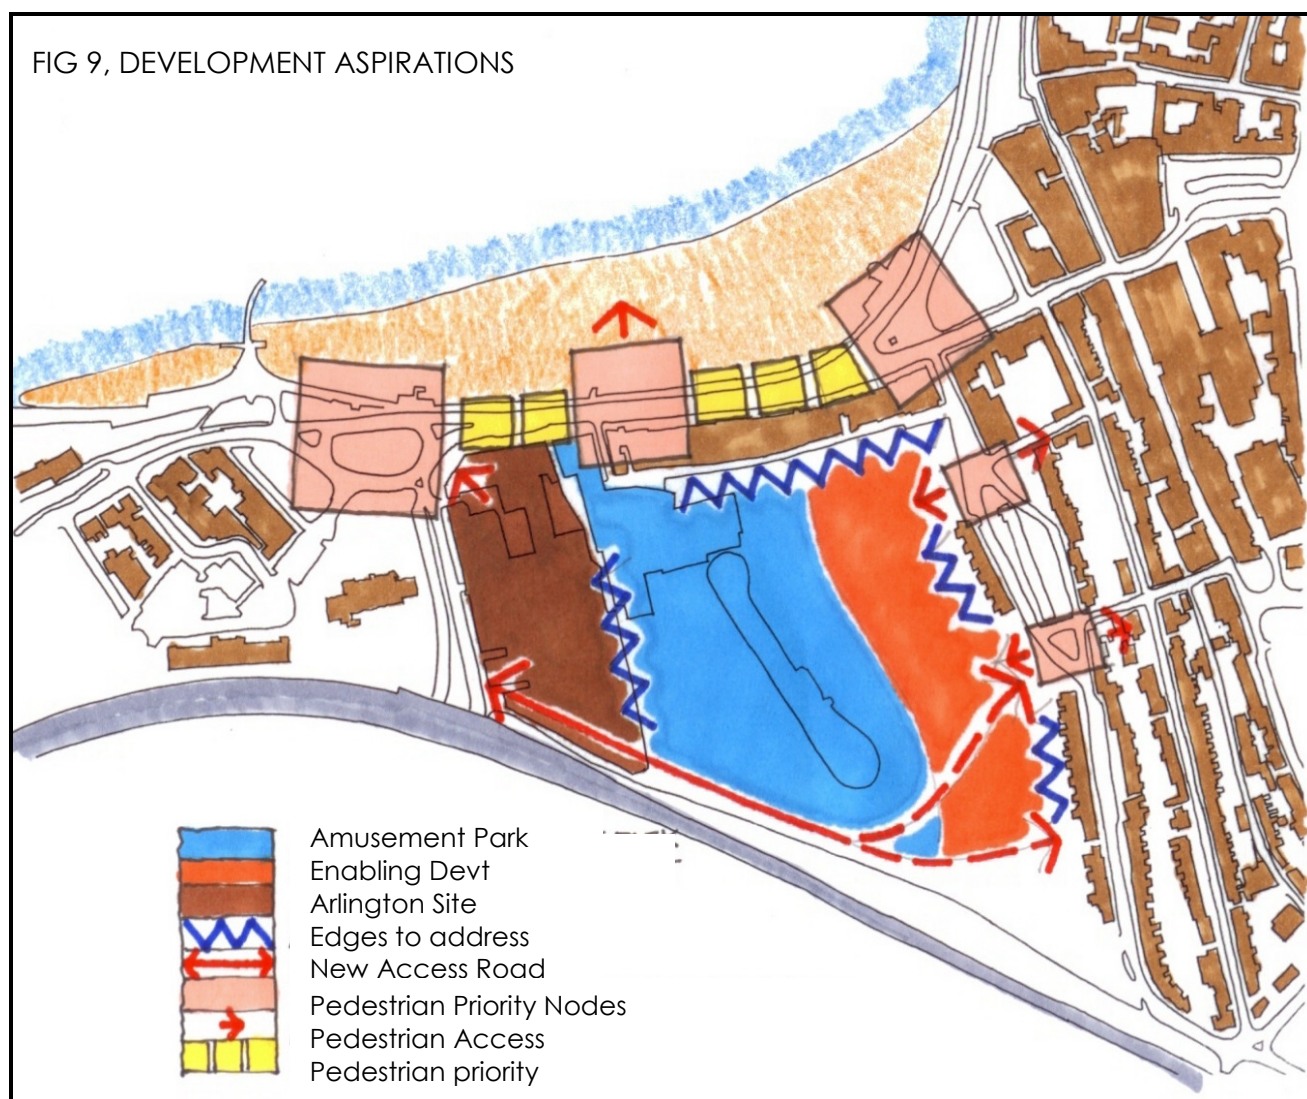 FIG 9, DEVELOPMENT ASPIRATIONS
Amusement Park
Enabling Devt
Arlington Site
Edges to address
New Access Road
Pedestrian Priority Nodes
Pedestrian Access
Pedestrian priority